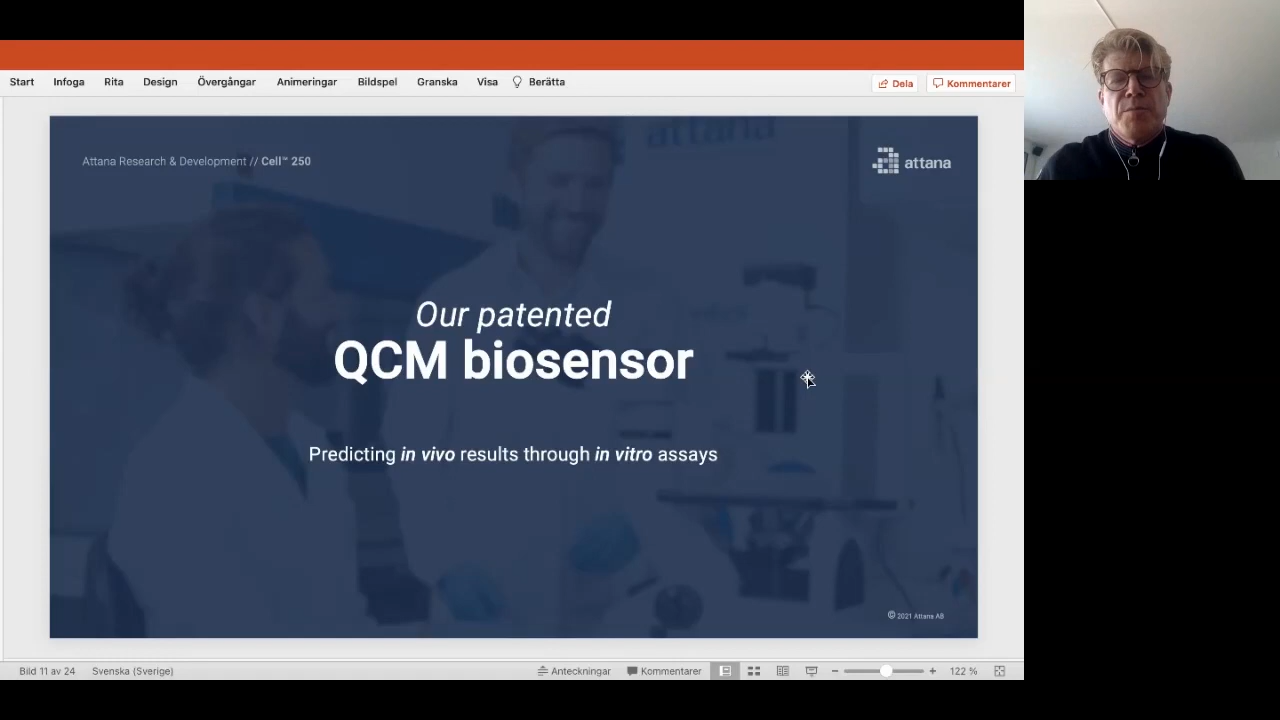 Start Infoga Rita Design Övergångar Animeringar Bildspel Granska Visa Berätta Dela Kommentarer
attana
Attana Research & Development // Cell™ 250
attana
Our patented
QCM biosensor
Predicting in vivo results through in vitro assays
© 2021 Attana AB
Bild 11 av 24 Svenska (Sverige) Anteckningar Kommentarer 122 %